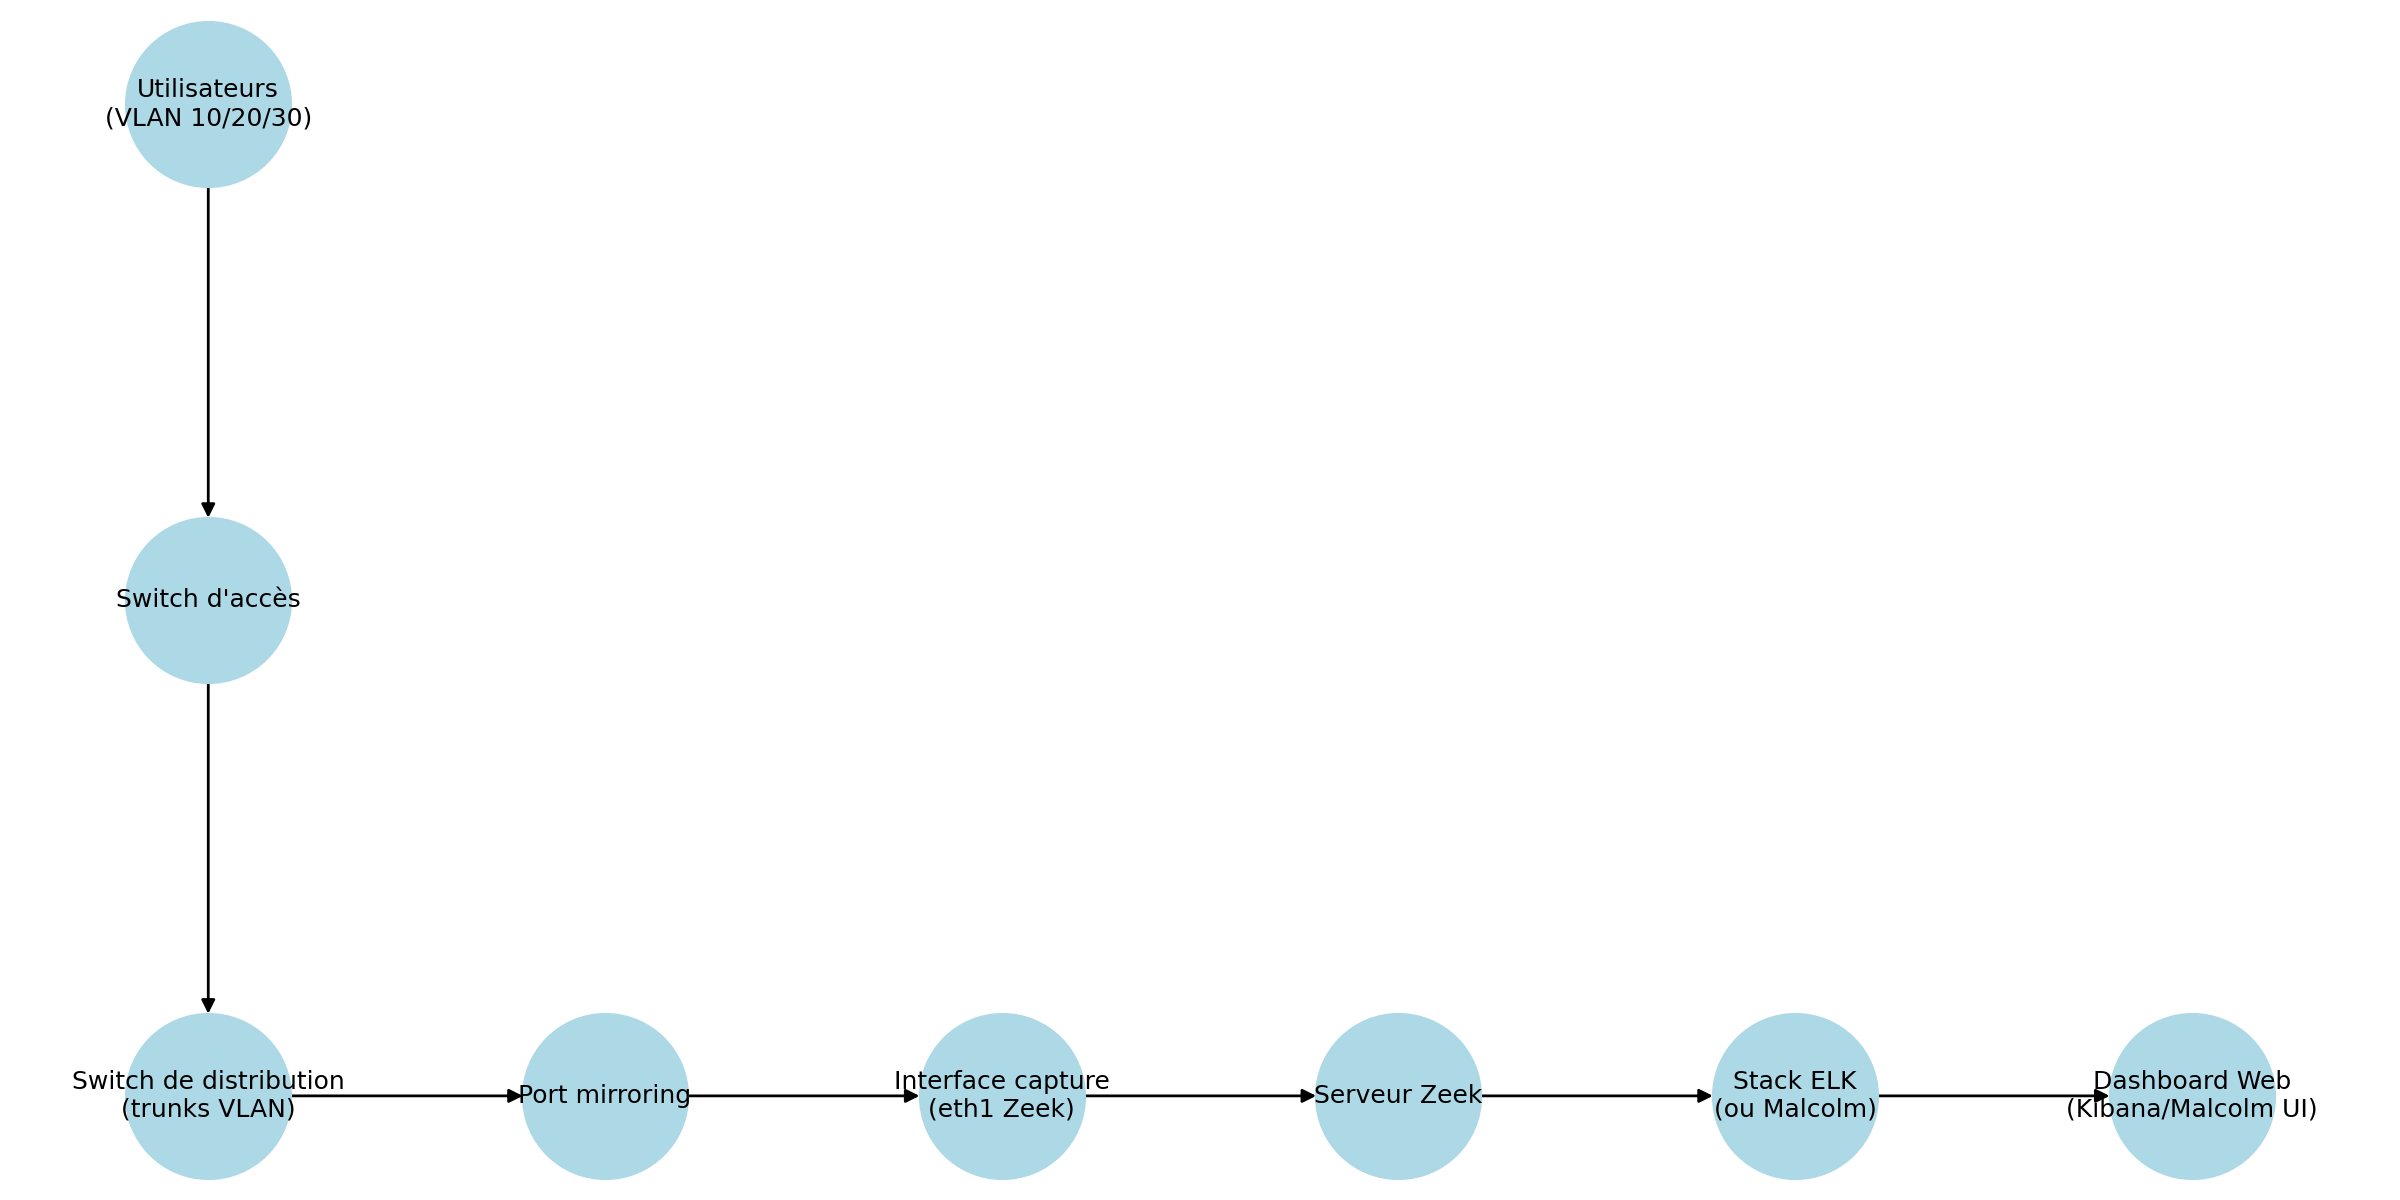 Utilisateurs
(VLAN 10/20/30)
Switch d'accès
Switch de distribution
(trunks VLAN)
Port mirroring
Interface capture
(eth1 Zeek)
Serveur Zeek
Stack ELK
(ou Malcolm)
Dashboard Web
(Kibana/Malcolm UI)